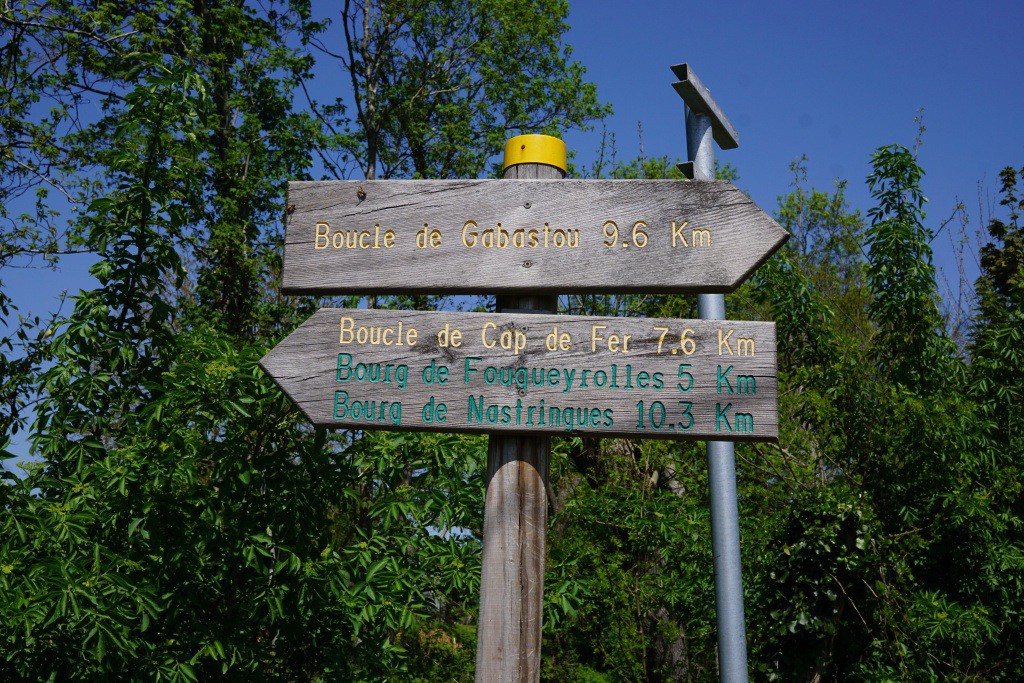 Boucle de Gabastou 9.6 Km
Boucle de Cap de Fer 7.6 Km
Bourg de Fougueyrolles 5 Km
Bourg de Nastringues 10.3 Km